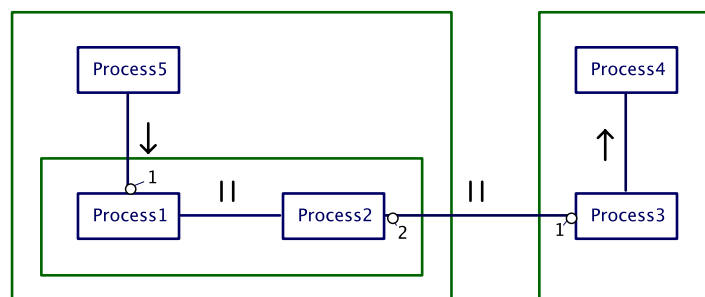 Process5
Process4
1
Process1
||
Process2
2
||
1
Process3